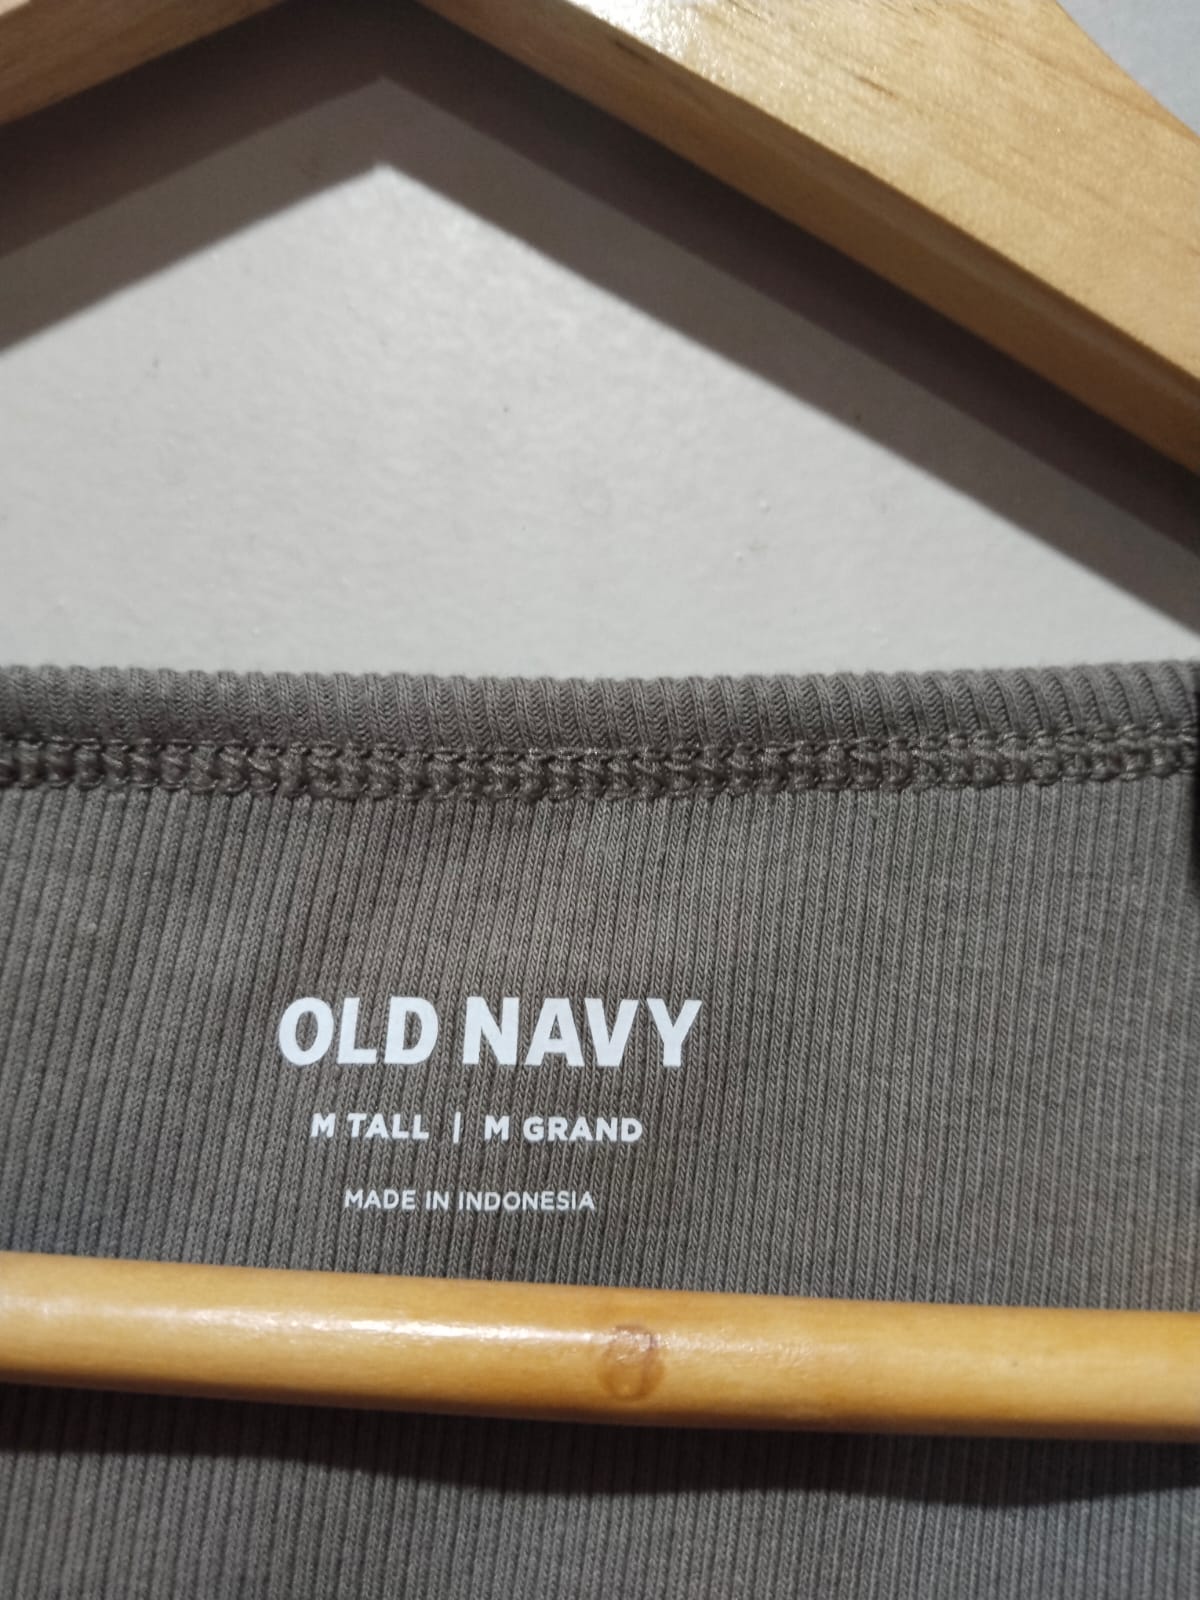 OLD NAVY
M TALL | M GRAND
MADE IN INDONESIA